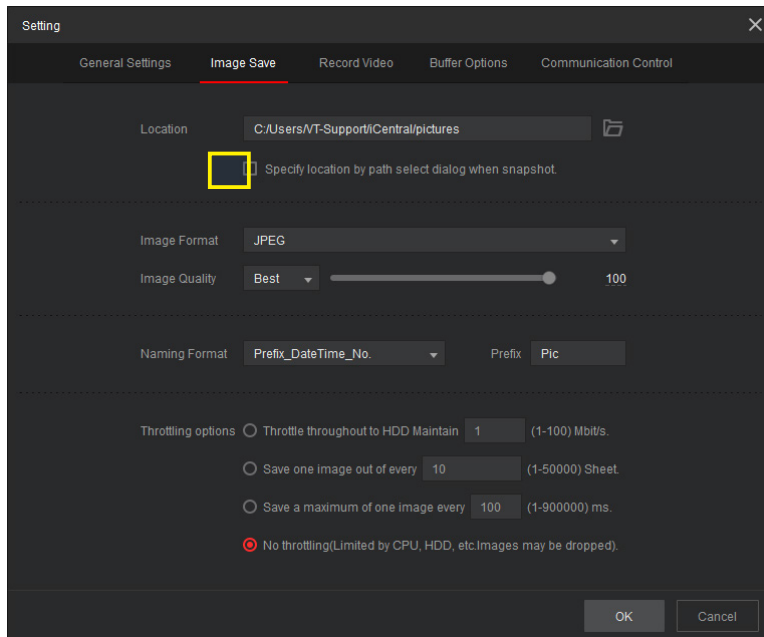 Setting
General Settings Image Save Record Video Buffer Options Communication Control
Location C:/Users/VT-Support/iCentral/pictures
Specify location by path select dialog when snapshot.
Image Format JPEG
Image Quality Best 100
Naming Format Prefix_DateTime_No. Prefix Pic
Throttling options Throttle throughout to HDD Maintain 1 (1-100) Mbit/s.
Save one image out of every 10 (1-50000) Sheet.
Save a maximum of one image every 100 (1-900000) ms.
No throttling(Limited by CPU, HDD, etc.Images may be dropped).
OK Cancel